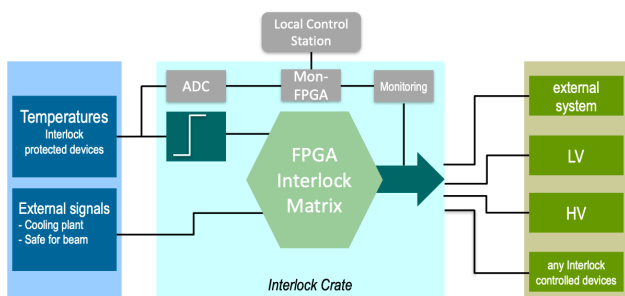 Local Control
Station
ADC
Mon-
FPGA
Monitoring
Temperatures
Interlock
protected devices
External signals
- Cooling plant
- Safe for beam
FPGA
Interlock
Matrix
Interlock Crate
external
system
LV
HV
any Interlock
controlled devices